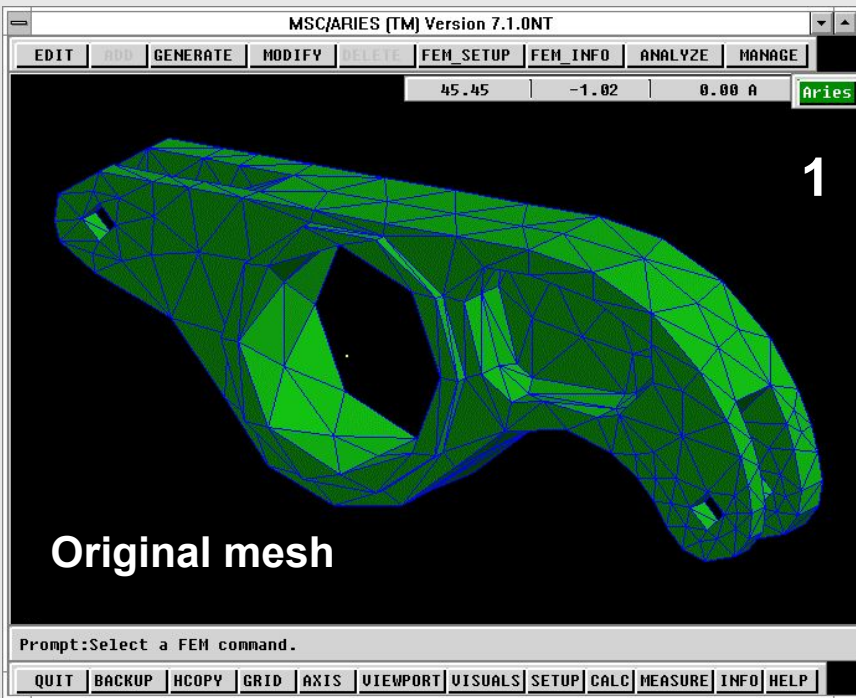 MSC/ARIES (TM) Version 7.1.0NT
EDIT ADD GENERATE MODIFY DELETE FEM_SETUP FEM_INFO ANALYZE MANAGE
45.45 -1.02 0.00 A Aries
1
Original mesh
Prompt:Select a FEM command.
QUIT BACKUP HCOPY GRID AXIS VIEWPORT VISUALS SETUP CALC MEASURE INFO HELP